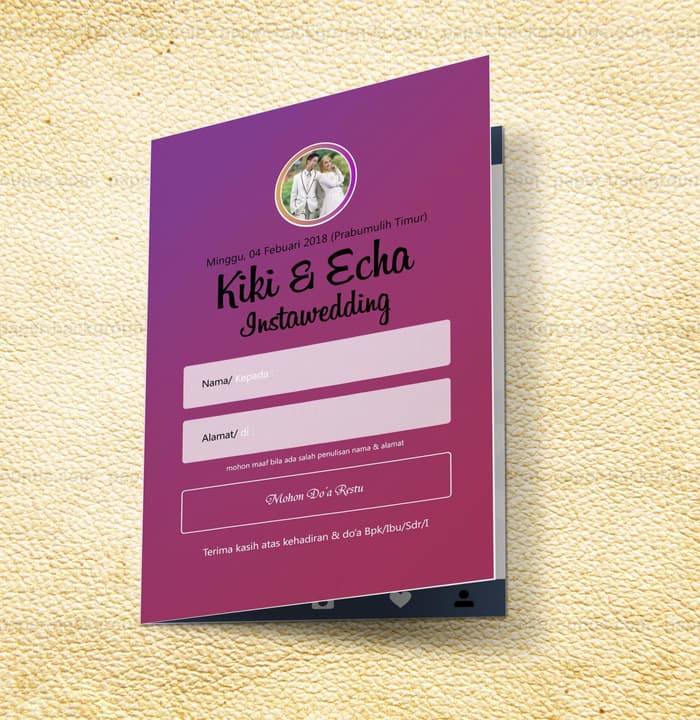 Minggu, 04 Febuari 2018 (Prabumulih Timur)
Kiki & Echa
Instawedding
Nama/ Kepada :
Alamat/ di :
mohon maaf bila ada salah penulisan nama & alamat
Mohon Do'a Restu
Terima kasih atas kehadiran & do'a Bpk/Ibu/Sdr/I